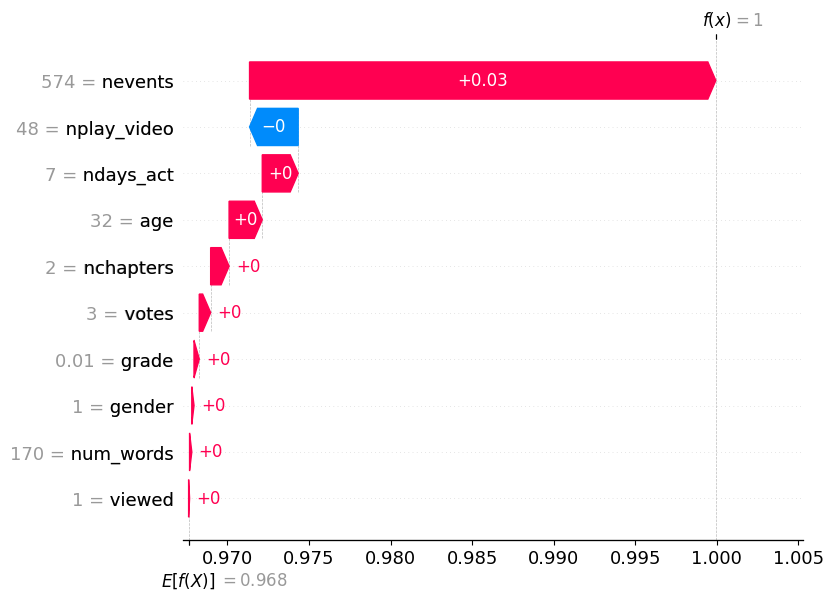 f(x) = 1
574 = nevents
+0.03
48 = nplay_video
−0
7 = ndays_act
+0
32 = age
+0
2 = nchapters
+0
3 = votes
+0
0.01 = grade
+0
1 = gender
+0
170 = num_words
+0
1 = viewed
+0
0.970 0.975 0.980 0.985 0.990 0.995 1.000 1.005
E[f(X)] = 0.968